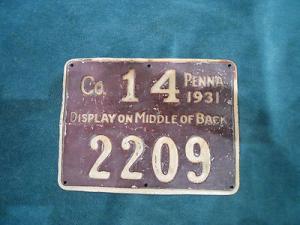 Co. 14 PENNA
1931
DISPLAY ON MIDDLE OF BACK
2209